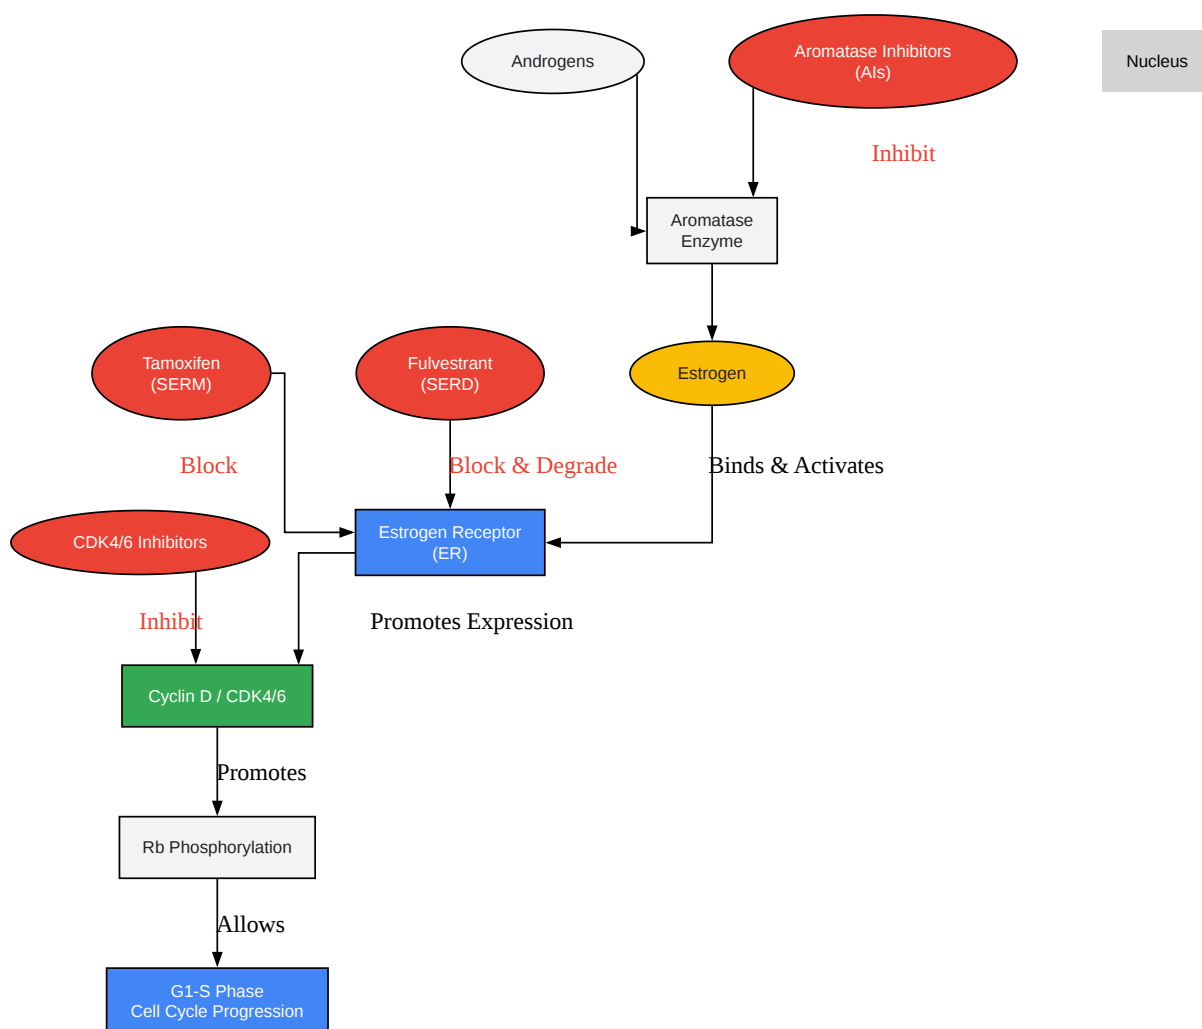 Androgens
Aromatase Inhibitors
(AIs)
Nucleus
Inhibit
Aromatase
Enzyme
Tamoxifen
(SERM)
Fulvestrant
(SERD)
Estrogen
Block
Block & Degrade
Binds & Activates
CDK4/6 Inhibitors
Estrogen Receptor
(ER)
Inhibit
Promotes Expression
Cyclin D / CDK4/6
Promotes
Rb Phosphorylation
Allows
G1-S Phase
Cell Cycle Progression